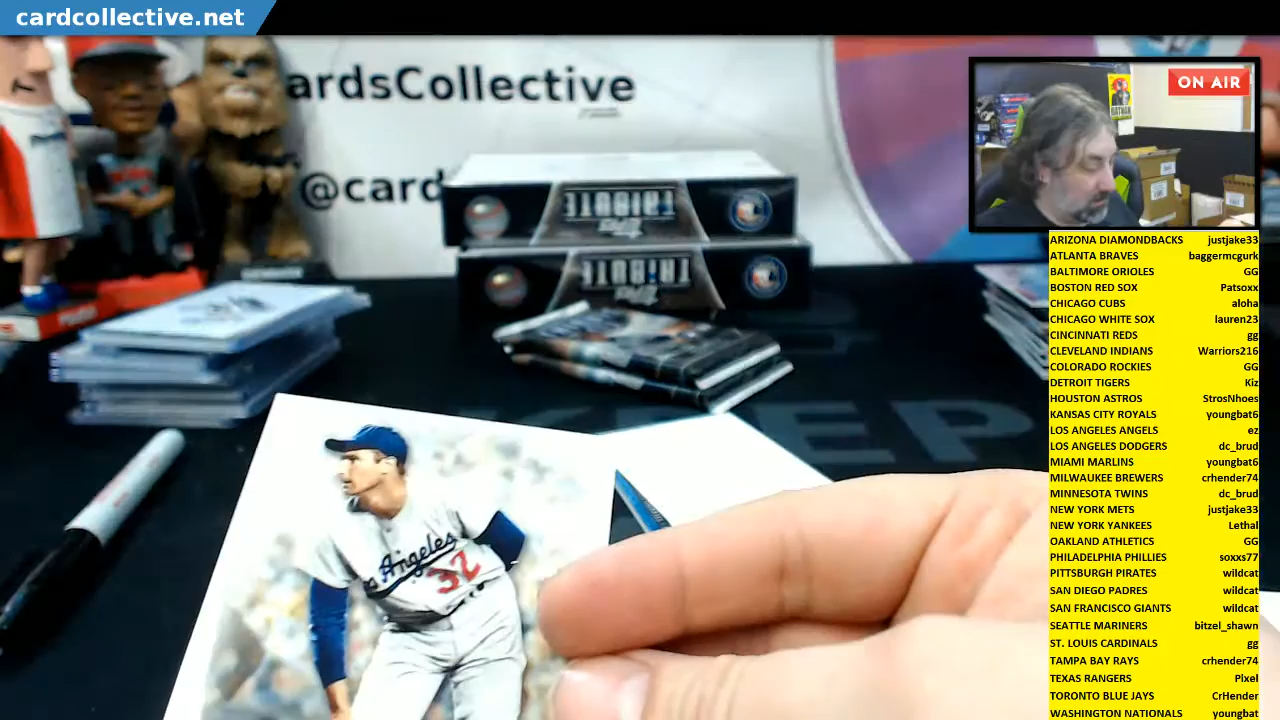 cardcollective.net
ardsCollective
@card
ON AIR
TRIBUTE
TRIBUTE
Angeles
32
KEEP
ARIZONA DIAMONDBACKS justjake33
ATLANTA BRAVES baggermcgurk
BALTIMORE ORIOLES GG
BOSTON RED SOX Patsoxx
CHICAGO CUBS aloha
CHICAGO WHITE SOX lauren23
CINCINNATI REDS gg
CLEVELAND INDIANS Warriors216
COLORADO ROCKIES GG
DETROIT TIGERS Kiz
HOUSTON ASTROS StrosNhoes
KANSAS CITY ROYALS youngbat6
LOS ANGELES ANGELS ez
LOS ANGELES DODGERS dc_brud
MIAMI MARLINS youngbat6
MILWAUKEE BREWERS crhender74
MINNESOTA TWINS dc_brud
NEW YORK METS justjake33
NEW YORK YANKEES Lethal
OAKLAND ATHLETICS GG
PHILADELPHIA PHILLIES soxxs77
PITTSBURGH PIRATES wildcat
SAN DIEGO PADRES wildcat
SAN FRANCISCO GIANTS wildcat
SEATTLE MARINERS bitzel_shawn
ST. LOUIS CARDINALS gg
TAMPA BAY RAYS crhender74
TEXAS RANGERS Pixel
TORONTO BLUE JAYS CrHender
WASHINGTON NATIONALS youngbat